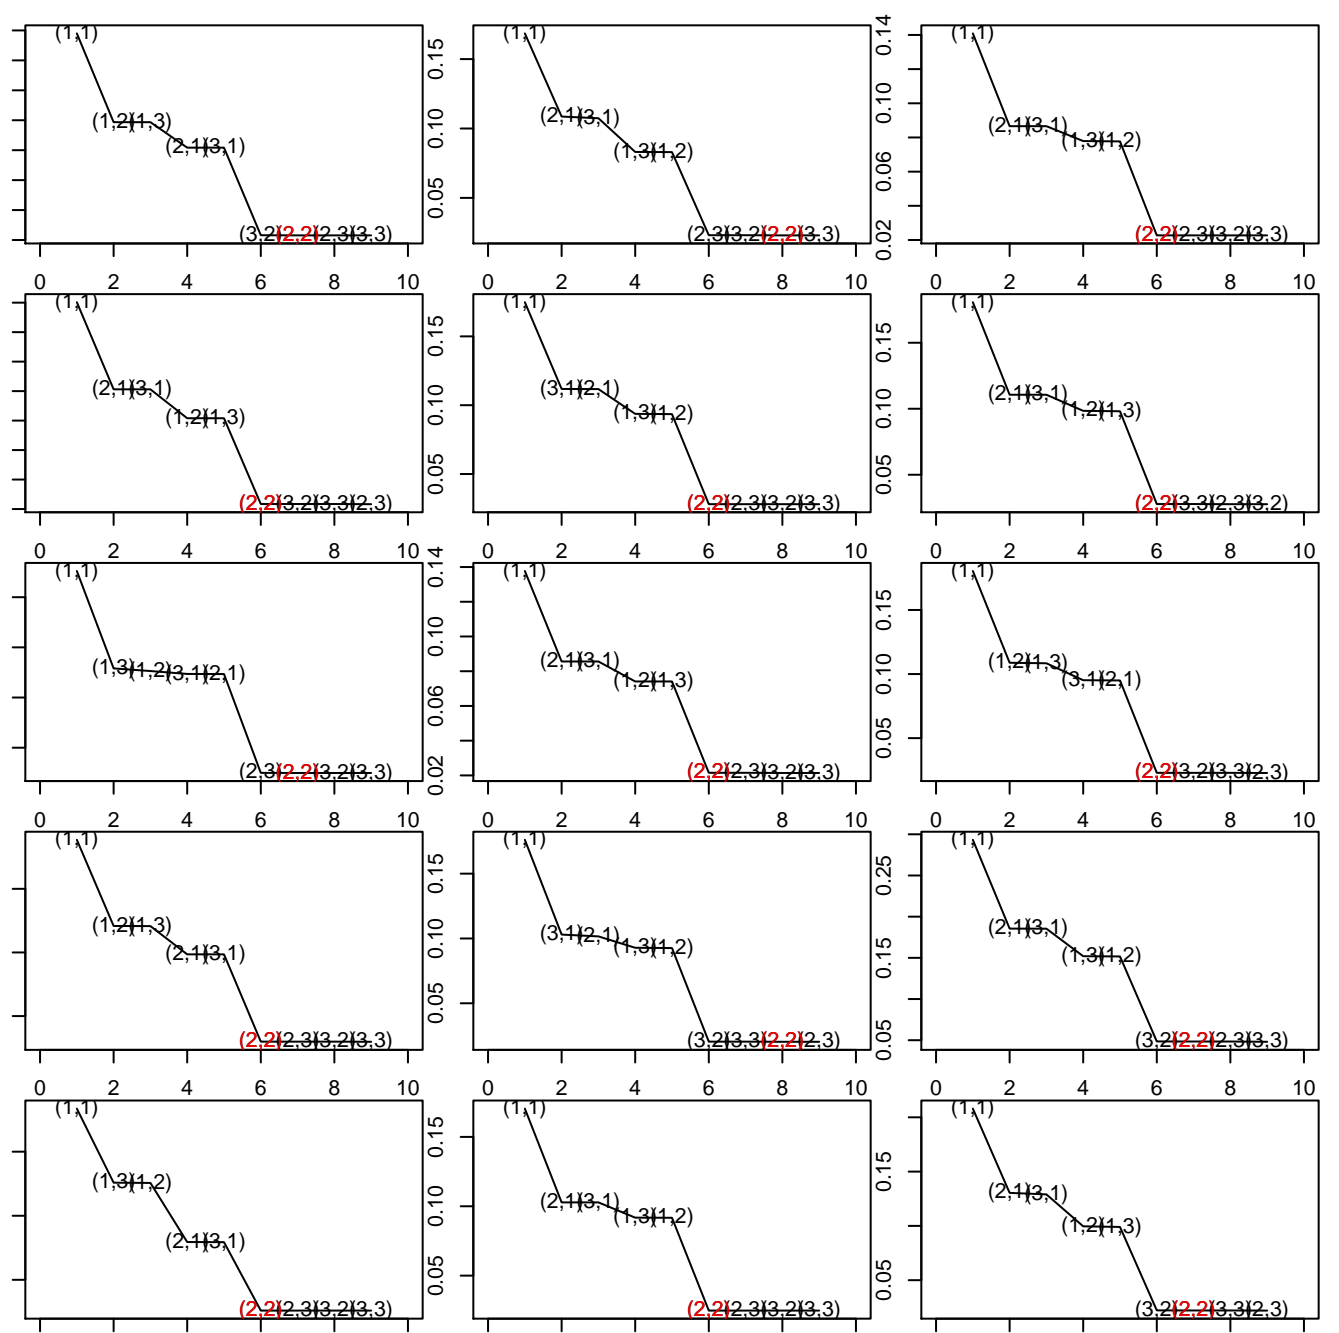 (1,1) (1,2) (1,3) (2,1) (3,1) (3,2) (2,2) (2,3) (3,3)
0.05 0.10 0.15
(1,1) (2,1) (3,1) (1,3) (1,2) (2,3) (3,2) (2,2) (3,3)
0.02 0.06 0.10 0.14
(1,1) (2,1) (3,1) (1,3) (1,2) (2,2) (2,3) (3,2) (3,3)
0 2 4 6 8 10
0 2 4 6 8 10
0 2 4 6 8 10
(1,1) (2,1) (3,1) (1,2) (1,3) (2,2) (3,2) (3,3) (2,3)
0.05 0.10 0.15
(1,1) (3,1) (2,1) (1,3) (1,2) (2,2) (2,3) (3,2) (3,3)
0.05 0.10 0.15
(1,1) (2,1) (3,1) (1,2) (1,3) (2,2) (3,3) (2,3) (3,2)
0 2 4 6 8 10
0 2 4 6 8 10
0 2 4 6 8 10
(1,1) (1,3) (1,2) (3,1) (2,1) (2,3) (2,2) (3,2) (3,3)
0.02 0.06 0.10 0.14
(1,1) (2,1) (3,1) (1,2) (1,3) (2,2) (2,3) (3,2) (3,3)
0.05 0.10 0.15
(1,1) (1,2) (1,3) (3,1) (2,1) (2,2) (3,2) (3,3) (2,3)
0 2 4 6 8 10
0 2 4 6 8 10
0 2 4 6 8 10
(1,1) (1,2) (1,3) (2,1) (3,1) (2,2) (2,3) (3,2) (3,3)
0.05 0.10 0.15
(1,1) (3,1) (2,1) (1,3) (1,2) (3,2) (3,3) (2,2) (2,3)
0.05 0.15 0.25
(1,1) (2,1) (3,1) (1,3) (1,2) (3,2) (2,2) (2,3) (3,3)
0 2 4 6 8 10
0 2 4 6 8 10
0 2 4 6 8 10
(1,1) (1,3) (1,2) (2,1) (3,1) (2,2) (2,3) (3,2) (3,3)
0.05 0.10 0.15
(1,1) (2,1) (3,1) (1,3) (1,2) (2,2) (2,3) (3,2) (3,3)
0.05 0.15
(1,1) (2,1) (3,1) (1,2) (1,3) (3,2) (2,2) (3,3) (2,3)